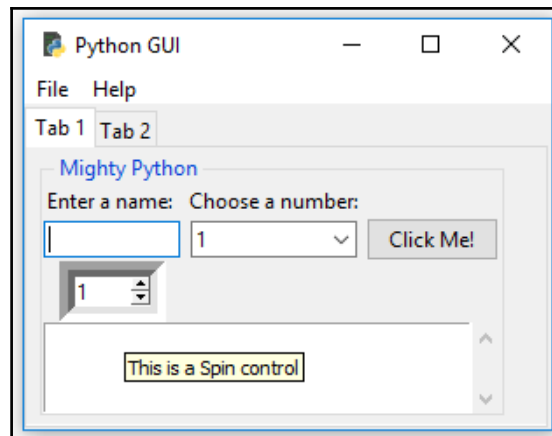 Python GUI
File Help
Tab 1 Tab 2
Mighty Python
Enter a name: Choose a number:
1 Click Me!
1
This is a Spin control